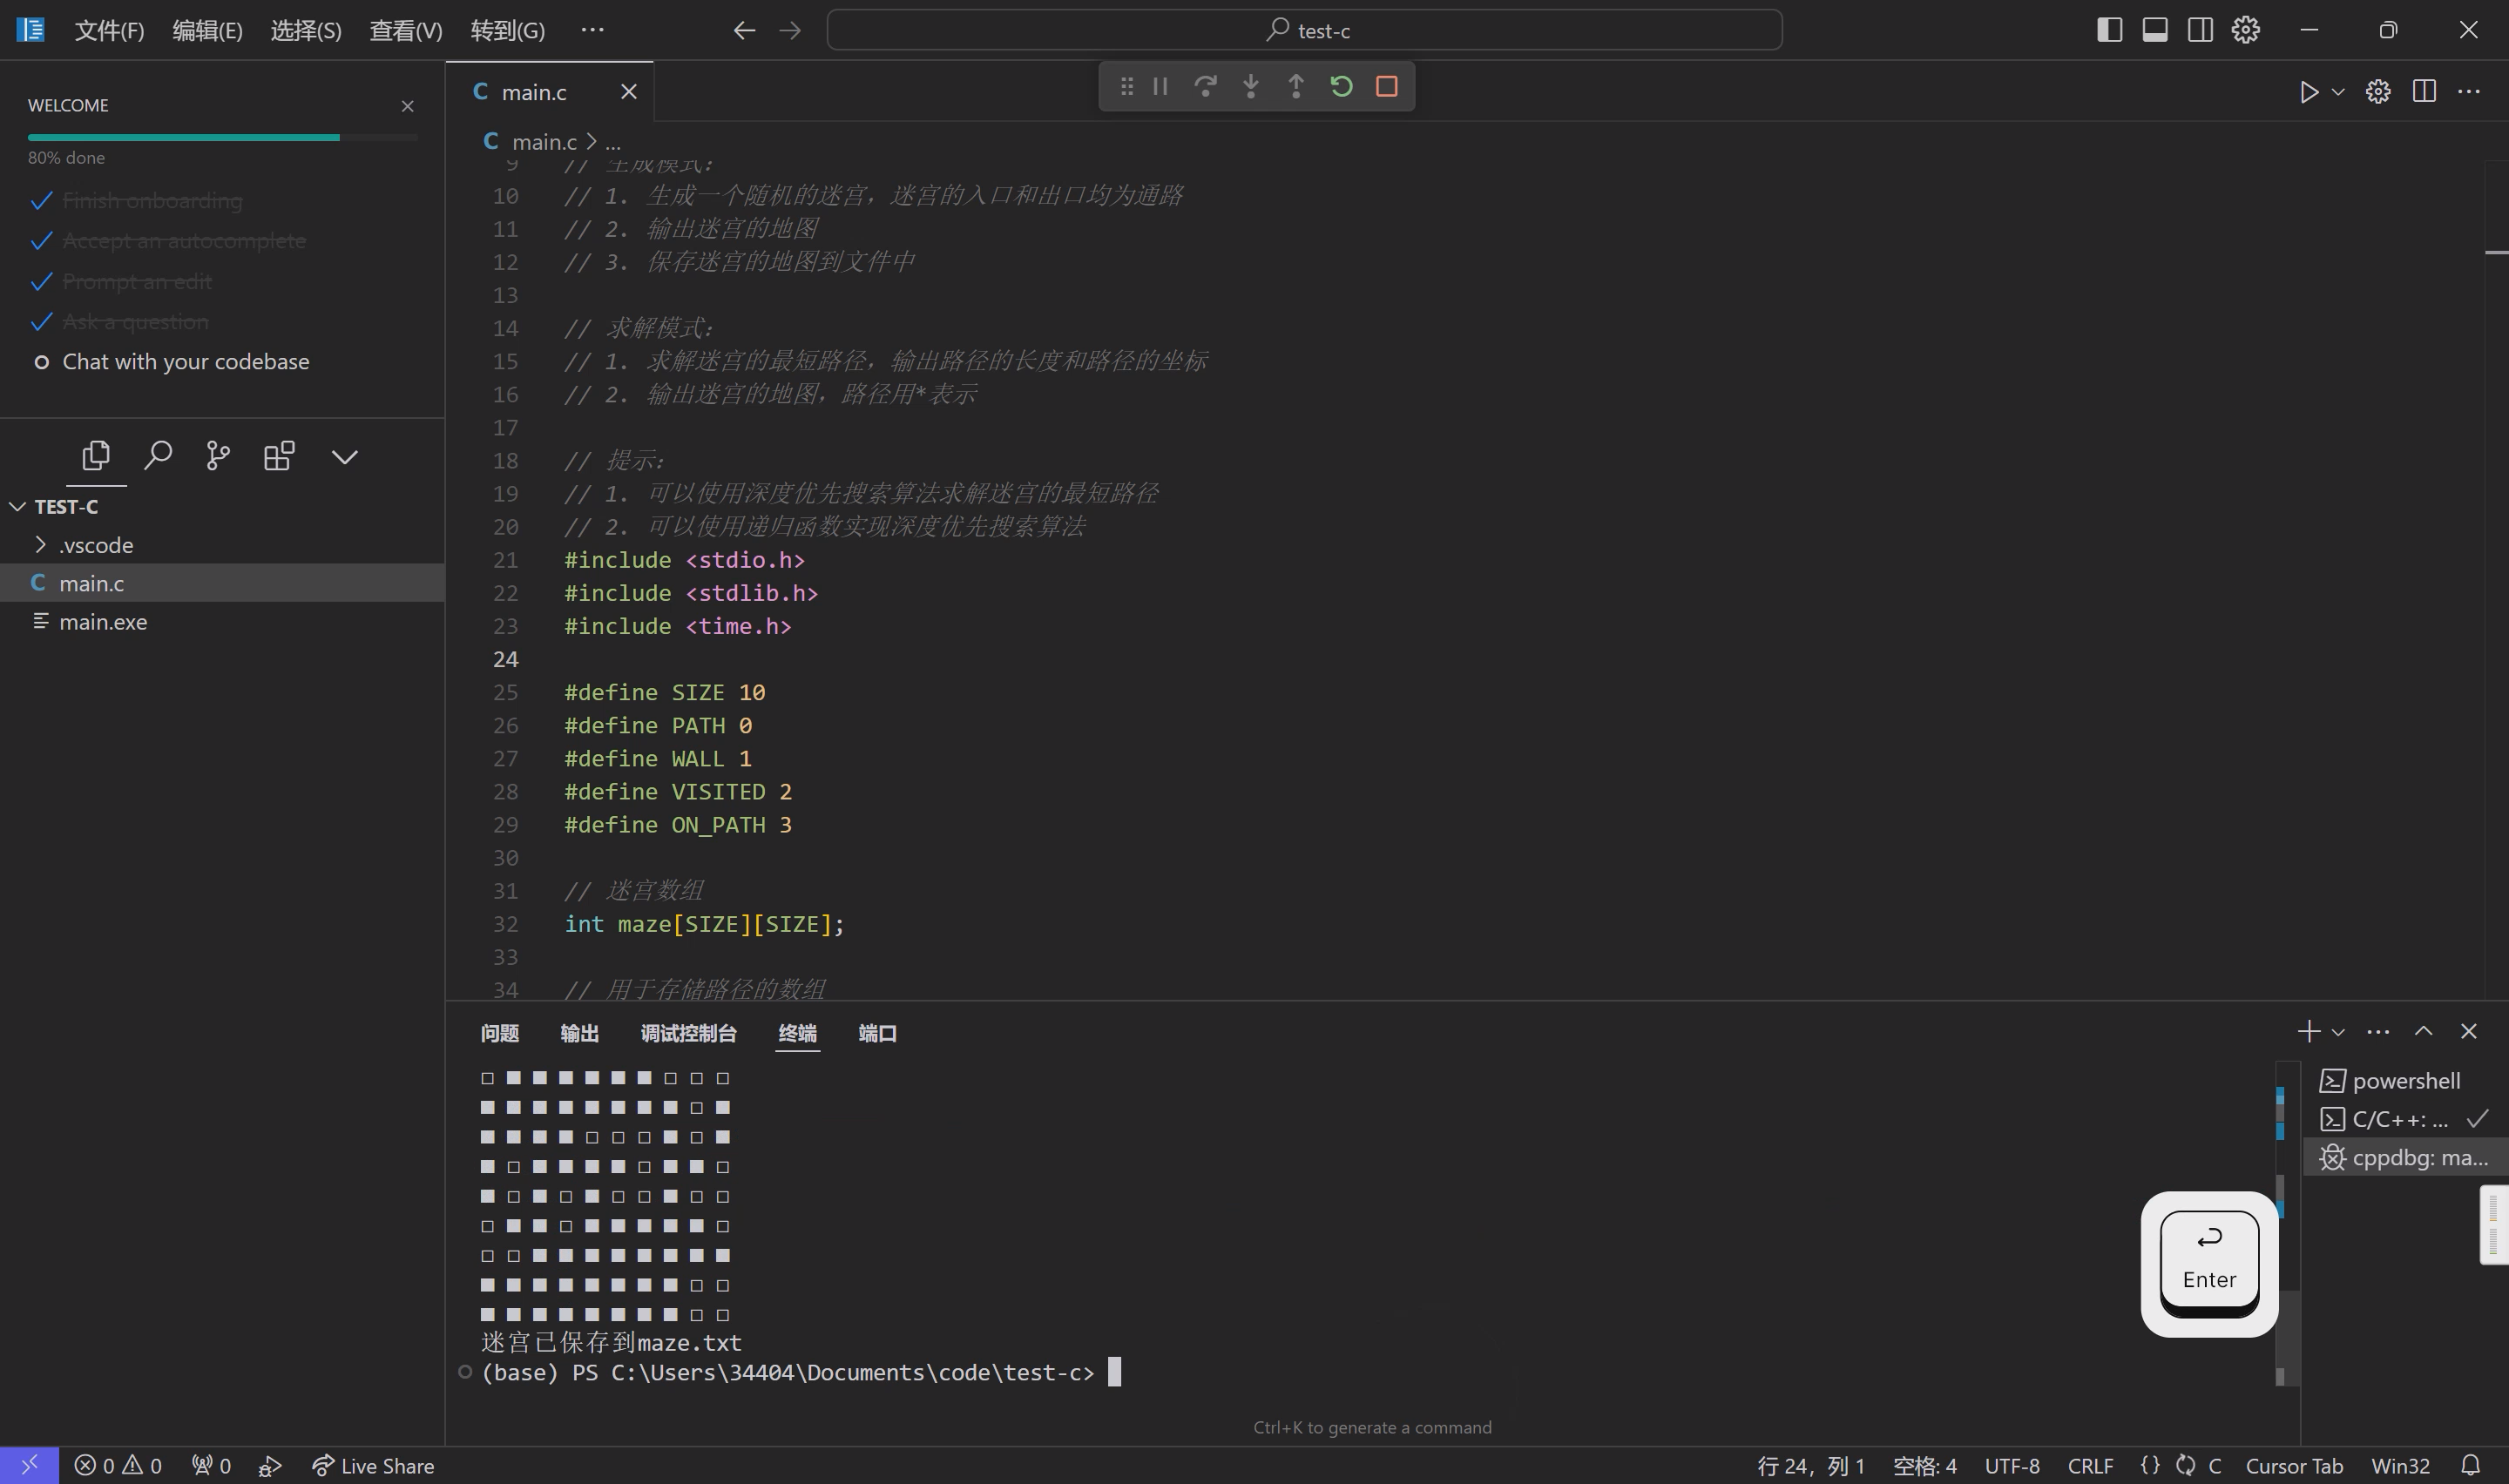 文件(F) 编辑(E) 选择(S) 查看(V) 转到(G) ··· test-c
WELCOME
80% done
Finish onboarding
Accept an autocomplete
Prompt an edit
Ask a question
Chat with your codebase
TEST-C
.vscode
C main.c
main.exe
C main.c
C main.c > ...
9 // 生成模式：
10 // 1. 生成一个随机的迷宫，迷宫的入口和出口均为通路
11 // 2. 输出迷宫的地图
12 // 3. 保存迷宫的地图到文件中
13
14 // 求解模式：
15 // 1. 求解迷宫的最短路径，输出路径的长度和路径的坐标
16 // 2. 输出迷宫的地图，路径用*表示
17
18 // 提示：
19 // 1. 可以使用深度优先搜索算法求解迷宫的最短路径
20 // 2. 可以使用递归函数实现深度优先搜索算法
21 #include <stdio.h>
22 #include <stdlib.h>
23 #include <time.h>
24
25 #define SIZE 10
26 #define PATH 0
27 #define WALL 1
28 #define VISITED 2
29 #define ON_PATH 3
30
31 // 迷宫数组
32 int maze[SIZE][SIZE];
33
34 // 用于存储路径的数组
问题 输出 调试控制台 终端 端口
□ ■ ■ ■ ■ ■ ■ □ □ □
■ ■ ■ ■ ■ ■ ■ ■ □ ■
■ ■ ■ ■ □ □ □ ■ □ ■
■ □ ■ ■ ■ ■ □ ■ ■ □
■ □ ■ □ ■ □ □ ■ □ □
□ ■ ■ □ ■ ■ ■ ■ ■ □
□ □ ■ ■ ■ ■ ■ ■ ■ ■
■ ■ ■ ■ ■ ■ ■ ■ □ □
■ ■ ■ ■ ■ ■ ■ ■ □ □
迷宫已保存到maze.txt
(base) PS C:\Users\34404\Documents\code\test-c>
Ctrl+K to generate a command
powershell
C/C++: ...
cppdbg: ma...
Enter
0 0 0 Live Share 行 24，列 1 空格: 4 UTF-8 CRLF {} C Cursor Tab Win32